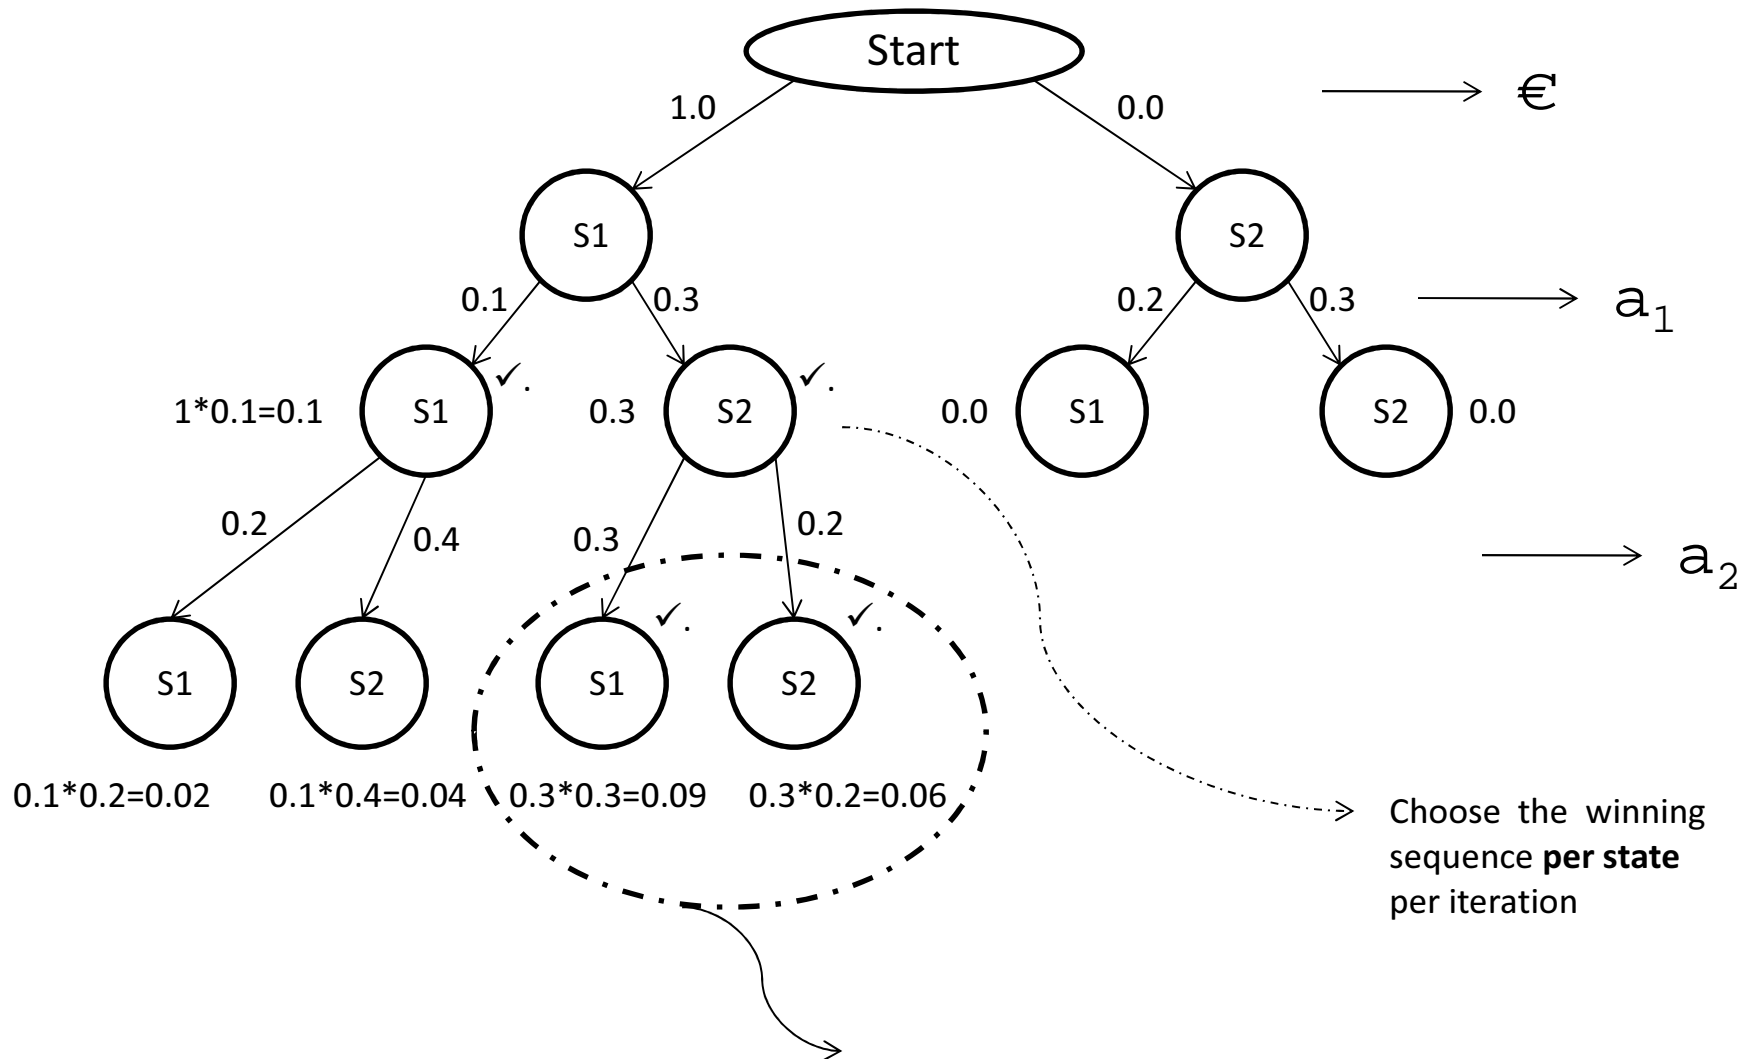 Start
1.0
0.0
€
S1
S2
0.1
0.3
0.2
0.3
a₁
1*0.1=0.1
S1
✓.
0.3
S2
✓.
0.0
S1
S2
0.0
0.2
0.4
0.3
0.2
a₂
S1
S2
S1
✓.
S2
✓.
0.1*0.2=0.02
0.1*0.4=0.04
0.3*0.3=0.09
0.3*0.2=0.06
Choose the winning
sequence per state
per iteration